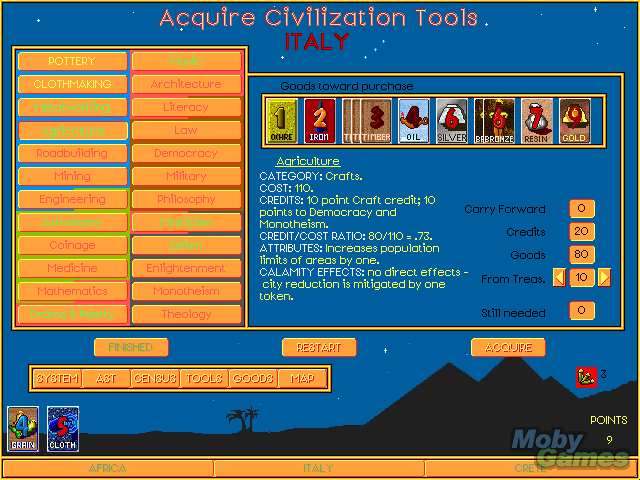 Acquire Civilization Tools
ITALY
POTTERY
CLOTHMAKING
Metalworking
Agriculture
Roadbuilding
Mining
Engineering
Astronomy
Coinage
Medicine
Mathematics
Drama & Poetry
Music
Architecture
Literacy
Law
Democracy
Military
Philosophy
Mysticism
Enlightenment
Monotheism
Theology
Goods toward purchase
1 OCHRE
2 IRON
3 TIMBER
4 OIL
6 SILVER
6 BRONZE
7 RESIN
9 GOLD
Agriculture
CATEGORY: Crafts.
COST: 110.
CREDITS: 10 point Craft credit; 10
points to Democracy and
Monotheism.
CREDIT/COST RATIO: 80/110 = .73.
ATTRIBUTES: Increases population
limits of areas by one.
CALAMITY EFFECTS: no direct effects -
city reduction is mitigated by one
token.
Carry Forward 0
Credits 20
Goods 80
From Treas. 10
Still needed 0
FINISHED RESTART ACQUIRE
SYSTEM AST CENSUS TOOLS GOODS MAP
3
4 GRAIN
5 CLOTH
POINTS
9
Moby
Games
AFRICA ITALY CRETE